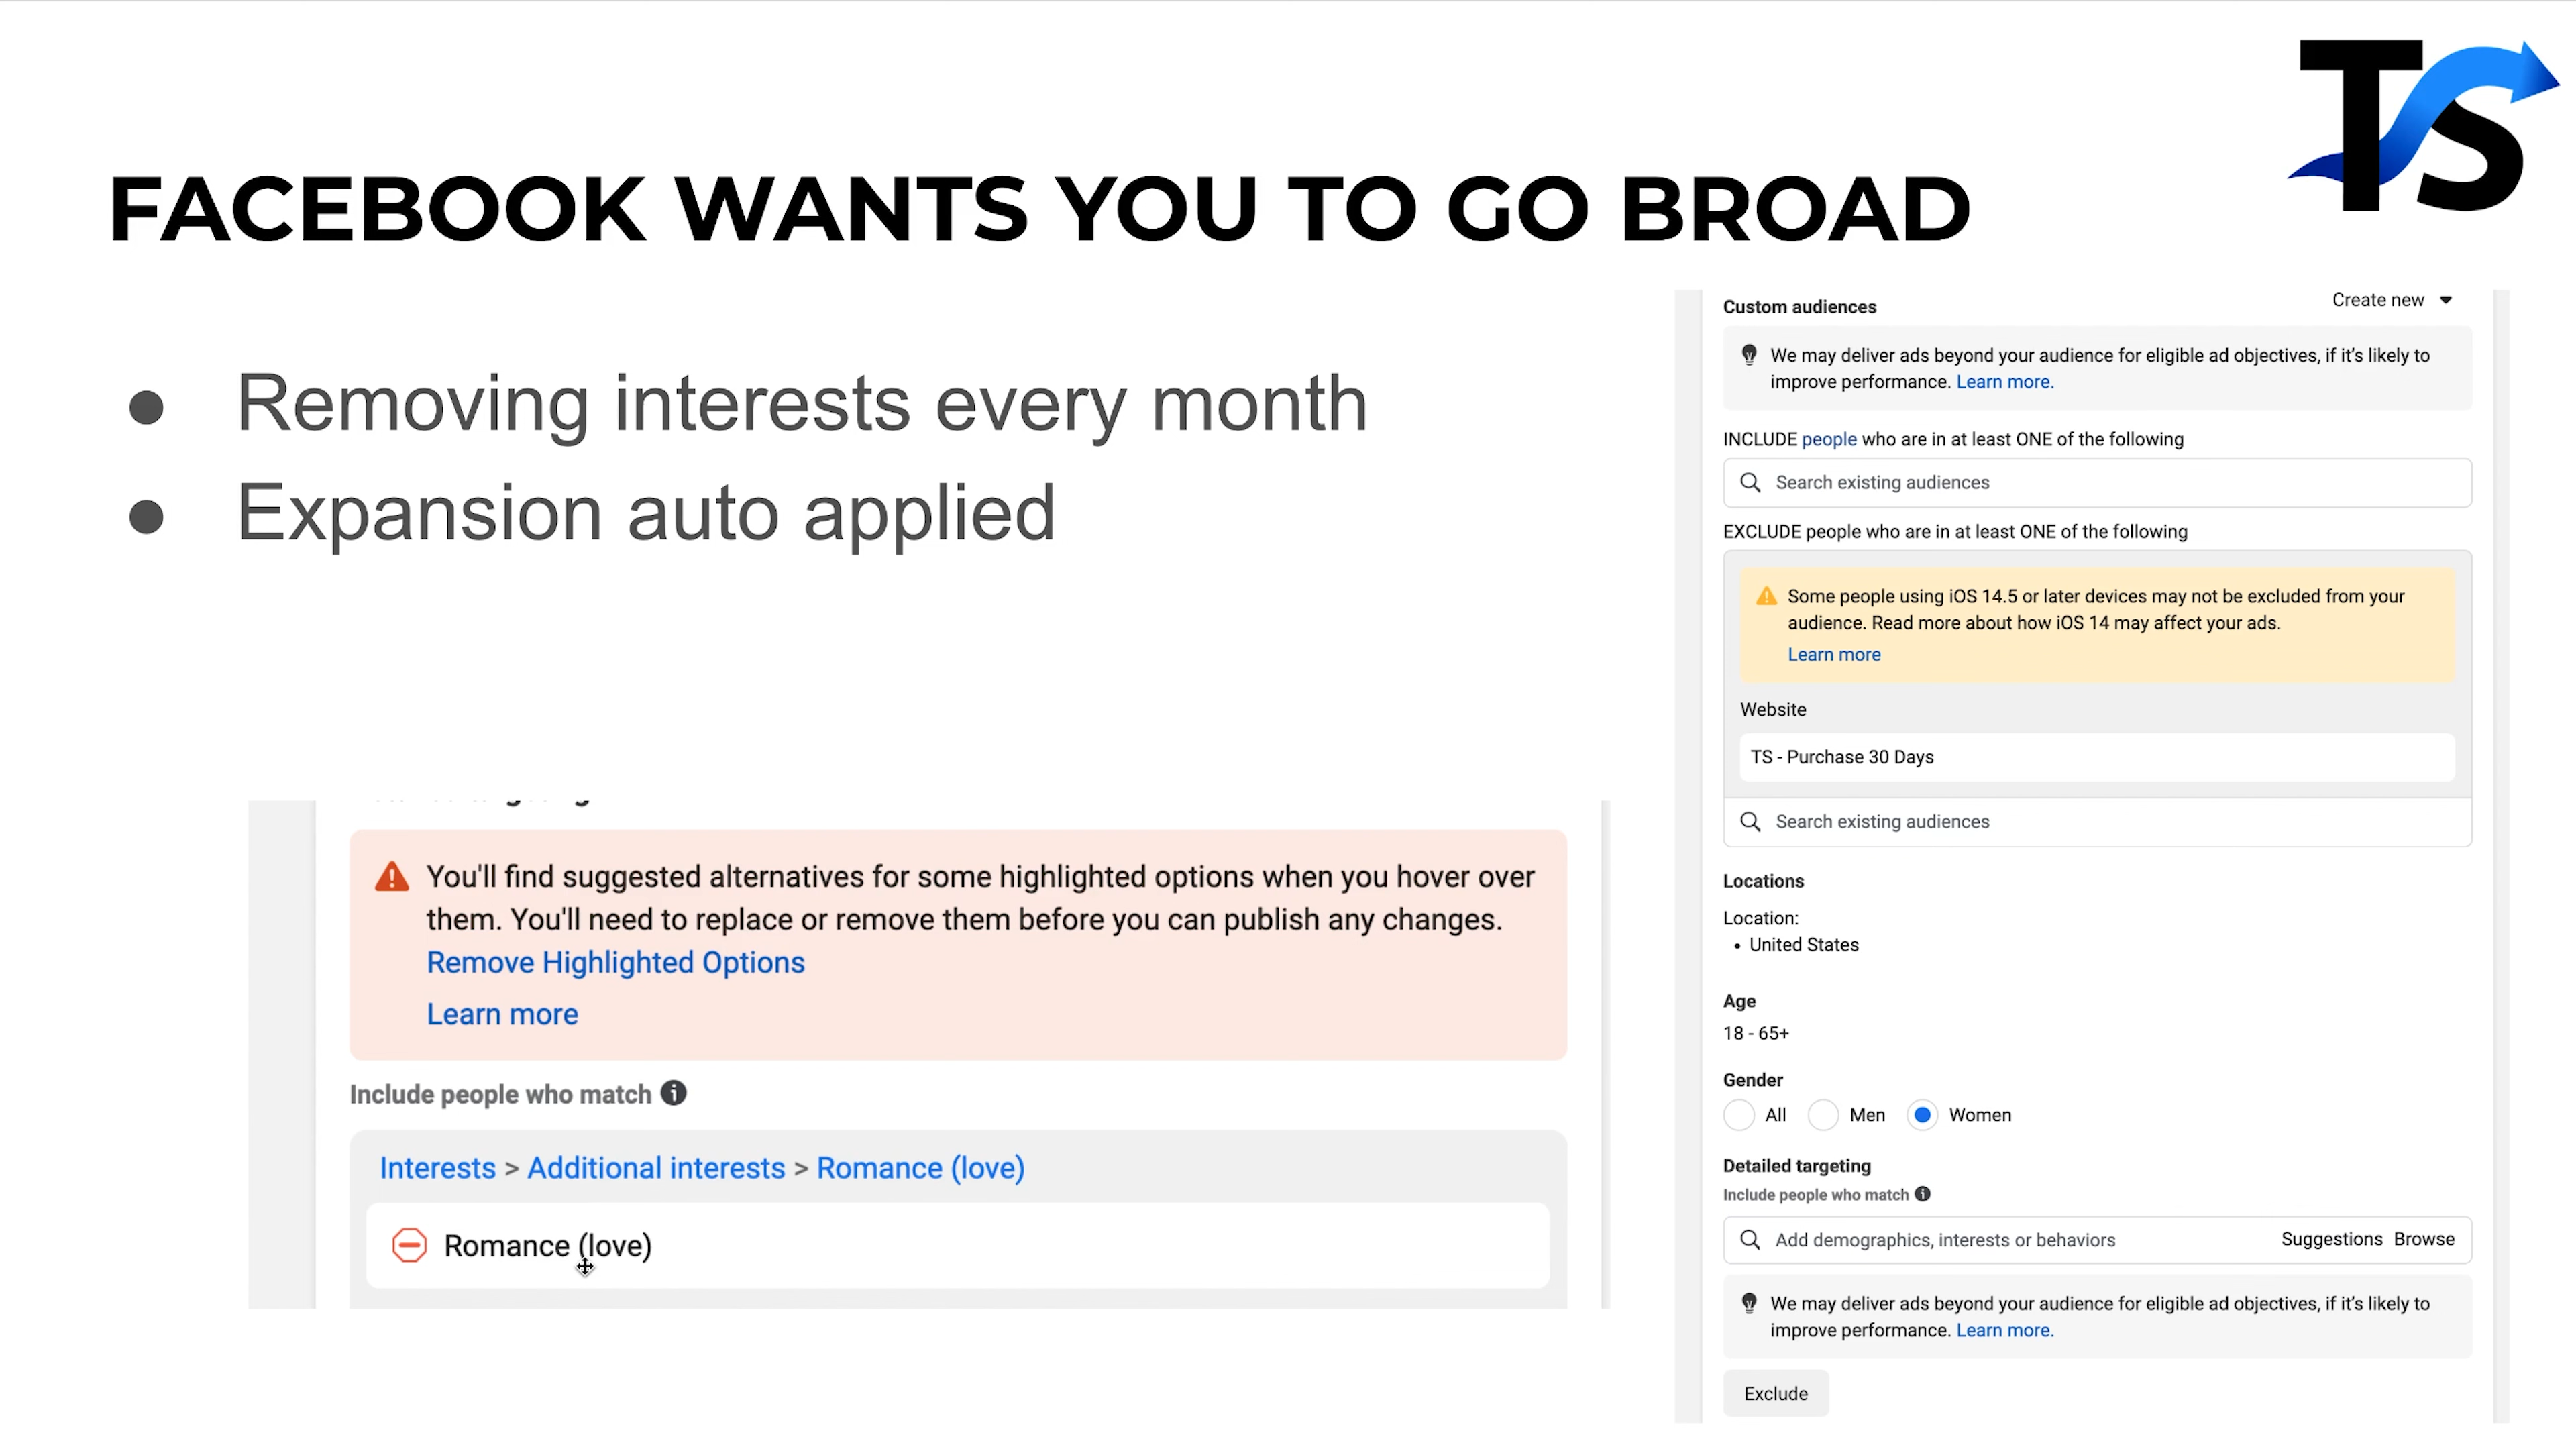 TS
FACEBOOK WANTS YOU TO GO BROAD
● Removing interests every month
● Expansion auto applied
You'll find suggested alternatives for some highlighted options when you hover over
them. You'll need to replace or remove them before you can publish any changes.
Remove Highlighted Options
Learn more
Include people who match
Interests > Additional interests > Romance (love)
Romance (love)
Custom audiences
Create new
We may deliver ads beyond your audience for eligible ad objectives, if it's likely to
improve performance. Learn more.
INCLUDE people who are in at least ONE of the following
Search existing audiences
EXCLUDE people who are in at least ONE of the following
Some people using iOS 14.5 or later devices may not be excluded from your
audience. Read more about how iOS 14 may affect your ads.
Learn more
Website
TS - Purchase 30 Days
Search existing audiences
Locations
Location:
• United States
Age
18 - 65+
Gender
All Men Women
Detailed targeting
Include people who match
Add demographics, interests or behaviors Suggestions Browse
We may deliver ads beyond your audience for eligible ad objectives, if it's likely to
improve performance. Learn more.
Exclude